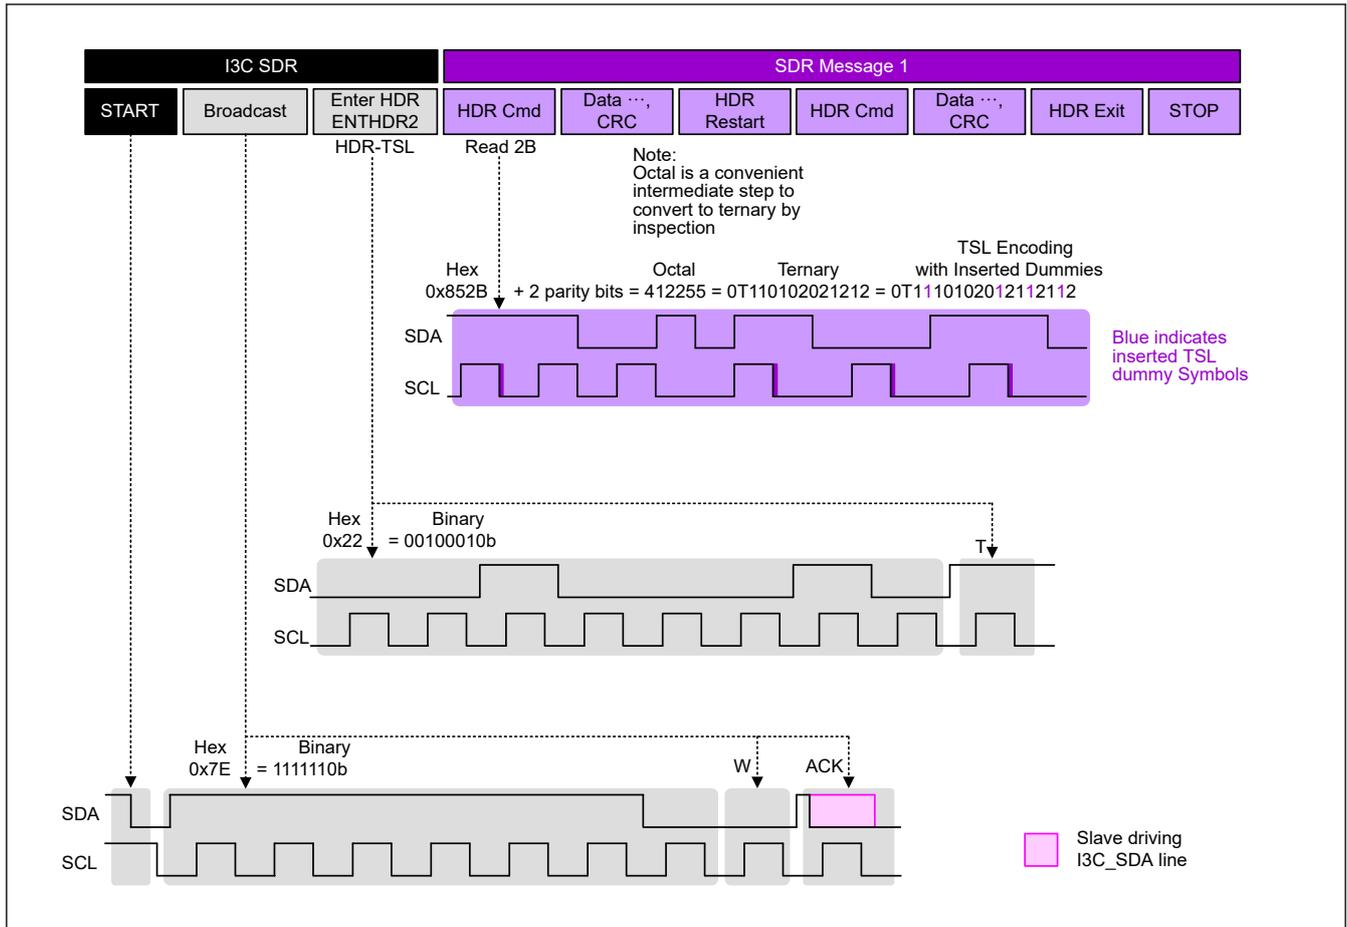 I3C SDR
SDR Message 1
START
Broadcast
Enter HDR
ENTHDR2
HDR Cmd
Data ⋯,
CRC
HDR
Restart
HDR Cmd
Data ⋯,
CRC
HDR Exit
STOP
HDR-TSL
Read 2B
Note:
Octal is a convenient
intermediate step to
convert to ternary by
inspection
TSL Encoding
with Inserted Dummies
Hex
Octal
Ternary
0x852B + 2 parity bits = 412255 = 0T110102021212 = 0T1110102012112112
SDA
SCL
Blue indicates
inserted TSL
dummy Symbols
Hex
Binary
0x22 = 00100010b
T
SDA
SCL
Hex
Binary
0x7E = 1111110b
W
ACK
SDA
SCL
Slave driving
I3C_SDA line